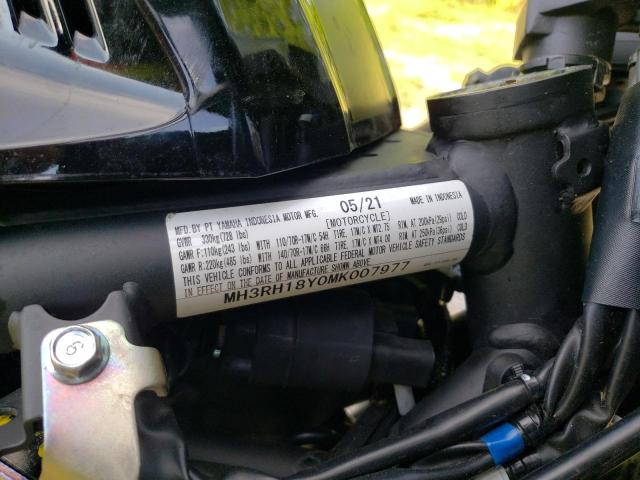 MFD.BY PT YAMAHA INDONESIA MOTOR MFG. 05/21 MADE IN INDONESIA
[MOTORCYCLE]
GVWR 330kg(728 lbs)
GAWR F:110kg(243 lbs) WITH 110/70R-17M/C 54H TIRE, 17M/C X MT2.75 RIM, AT 200kPa(29psi) COLD
GAWR R:220kg(485 lbs) WITH 140/70R-17M/C 66H TIRE, 17M/C X MT4.00 RIM AT 250kPa(36psi) COLD
THIS VEHICLE CONFORMS TO ALL APPLICABLE FEDERAL MOTOR VEHICLE SAFETY STANDARDS
IN EFFECT ON THE DATE OF MANUFACTURE SHOWN ABOVE
MH3RH18Y0MK007977